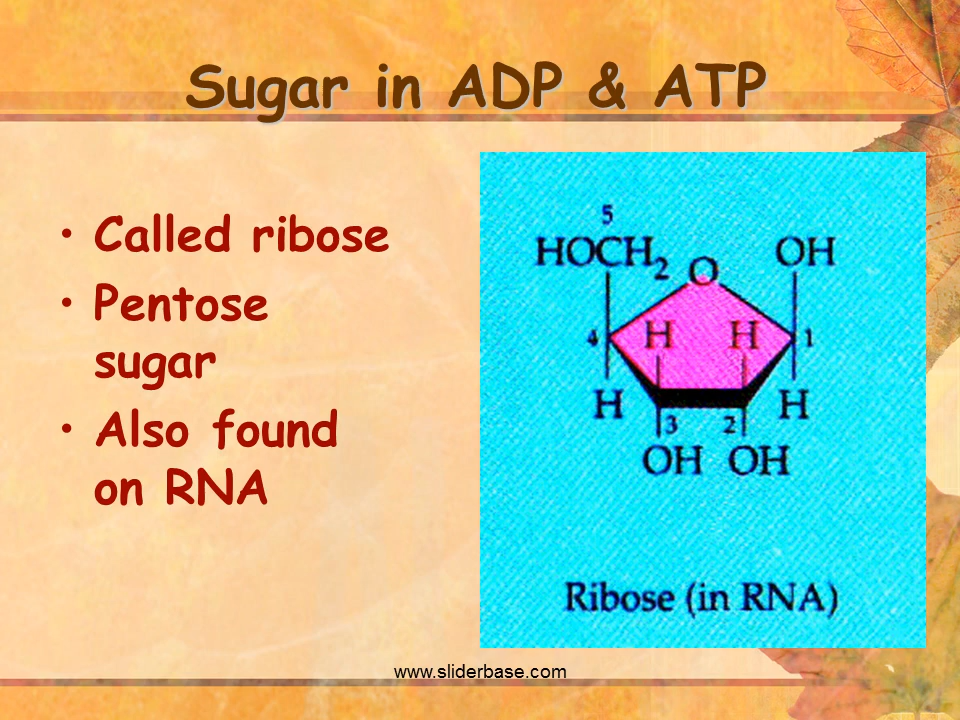 Sugar in ADP & ATP
• Called ribose
• Pentose
sugar
• Also found
on RNA
5
HOCH2 O OH
4 H H 1
H 3 2 H
OH OH
Ribose (in RNA)
www.sliderbase.com